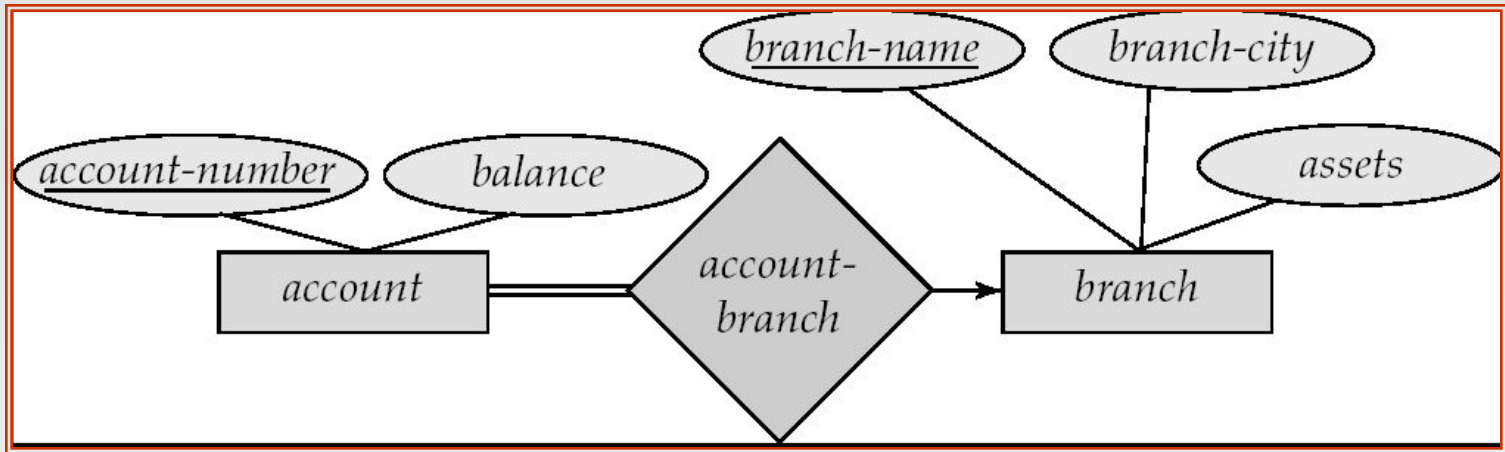 branch-name
branch-city
account-number
balance
assets
account
account-
branch
branch